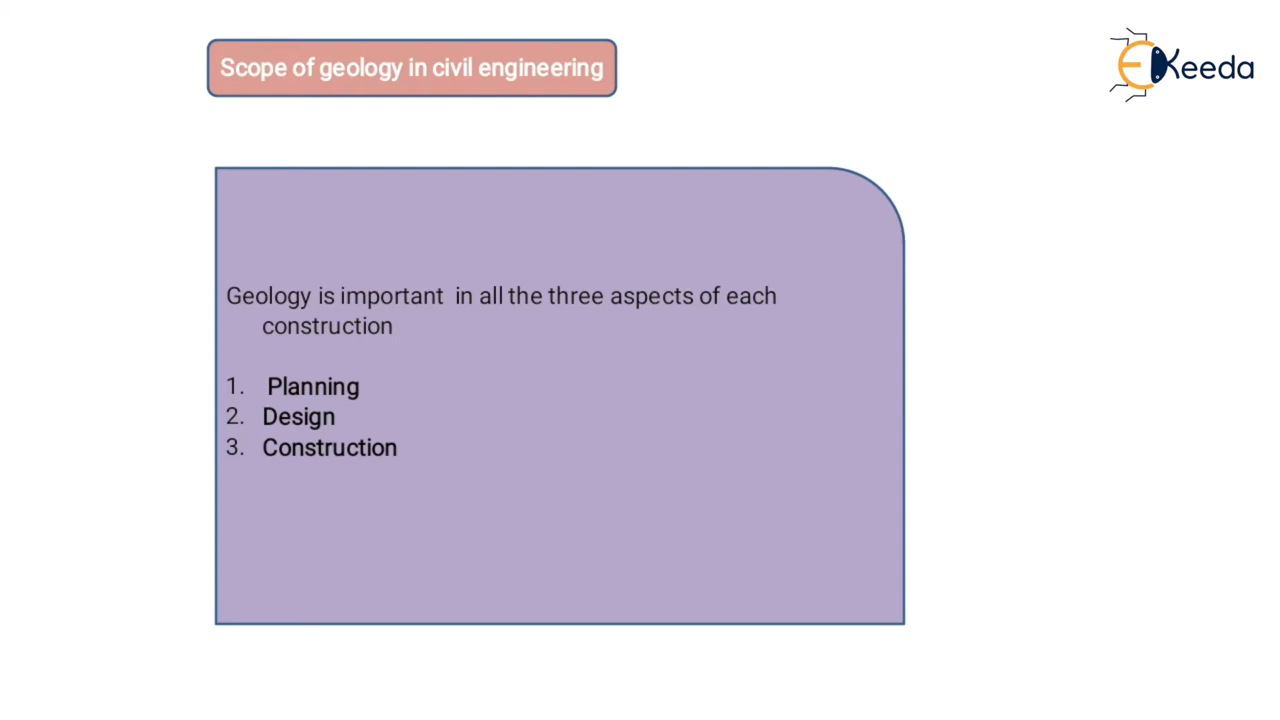 Scope of geology in civil engineering
EKeeda
Geology is important in all the three aspects of each
construction
1. Planning
2. Design
3. Construction